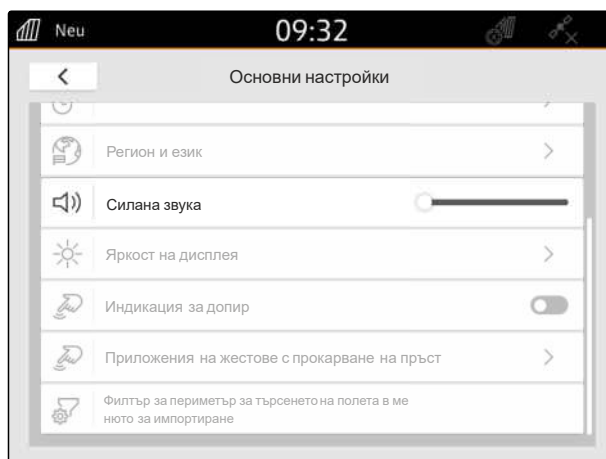 Neu
09:32
Основни настройки
Регион и език
Силана звука
Яркост на дисплея
Индикация за допир
Приложения на жестове с прокарване на пръст
Филтър за периметър за търсенето на полета в ме
нюто за импортиране